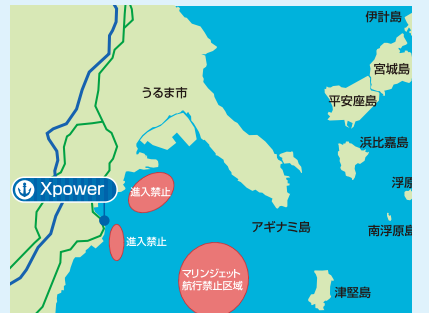 伊計島
宮城島
うるま市
平安座島
浜比嘉島
Xpower
進入禁止
浮原
アギナミ島
南浮原島
進入禁止
マリンジェット
航行禁止区域
津堅島